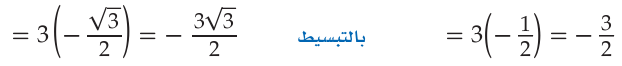 = 3(−√3/2) = − 3√3/2 بالتبسيط = 3(− 1/2) = − 3/2